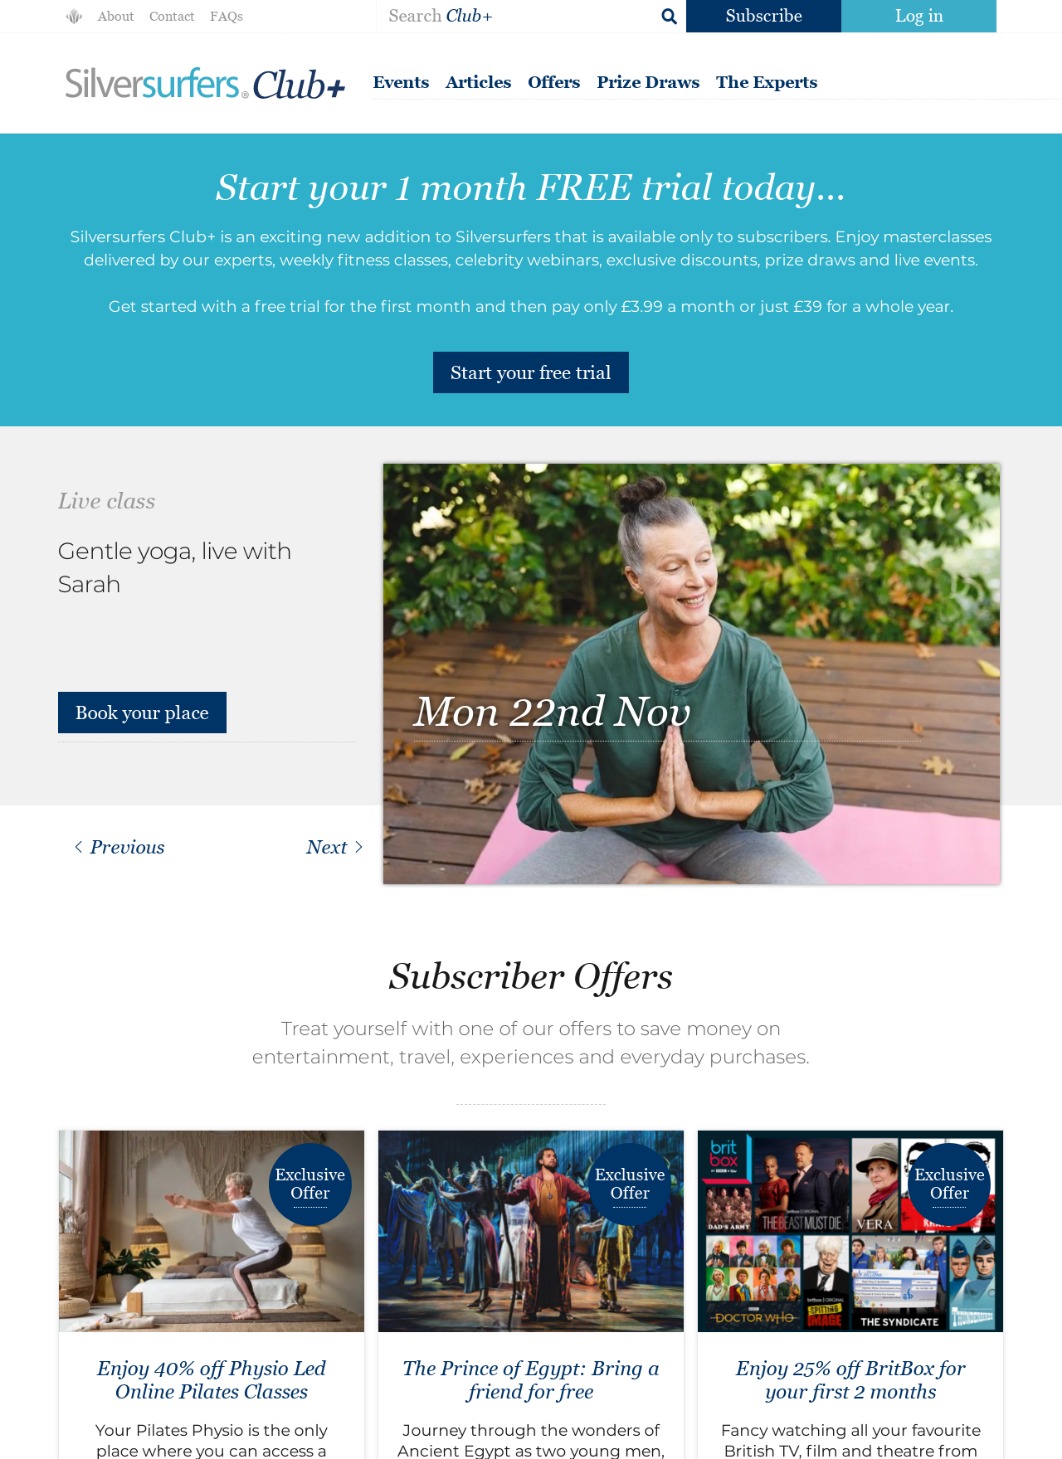 About Contact FAQs
Search Club+
Subscribe
Log in
Silversurfers® Club+
Events Articles Offers Prize Draws The Experts
Start your 1 month FREE trial today...
Silversurfers Club+ is an exciting new addition to Silversurfers that is available only to subscribers. Enjoy masterclasses
delivered by our experts, weekly fitness classes, celebrity webinars, exclusive discounts, prize draws and live events.
Get started with a free trial for the first month and then pay only £3.99 a month or just £39 for a whole year.
Start your free trial
Live class
Gentle yoga, live with
Sarah
Book your place
Mon 22nd Nov
Previous
Next
Subscriber Offers
Treat yourself with one of our offers to save money on
entertainment, travel, experiences and everyday purchases.
Exclusive
Offer
Enjoy 40% off Physio Led
Online Pilates Classes
Your Pilates Physio is the only
place where you can access a
Exclusive
Offer
The Prince of Egypt: Bring a
friend for free
Journey through the wonders of
Ancient Egypt as two young men,
brit
box
Exclusive
Offer
DAD'S ARMY
THE BEAST MUST DIE
VERA
DOCTOR WHO
SPITTING
IMAGE
THE SYNDICATE
Enjoy 25% off BritBox for
your first 2 months
Fancy watching all your favourite
British TV, film and theatre from